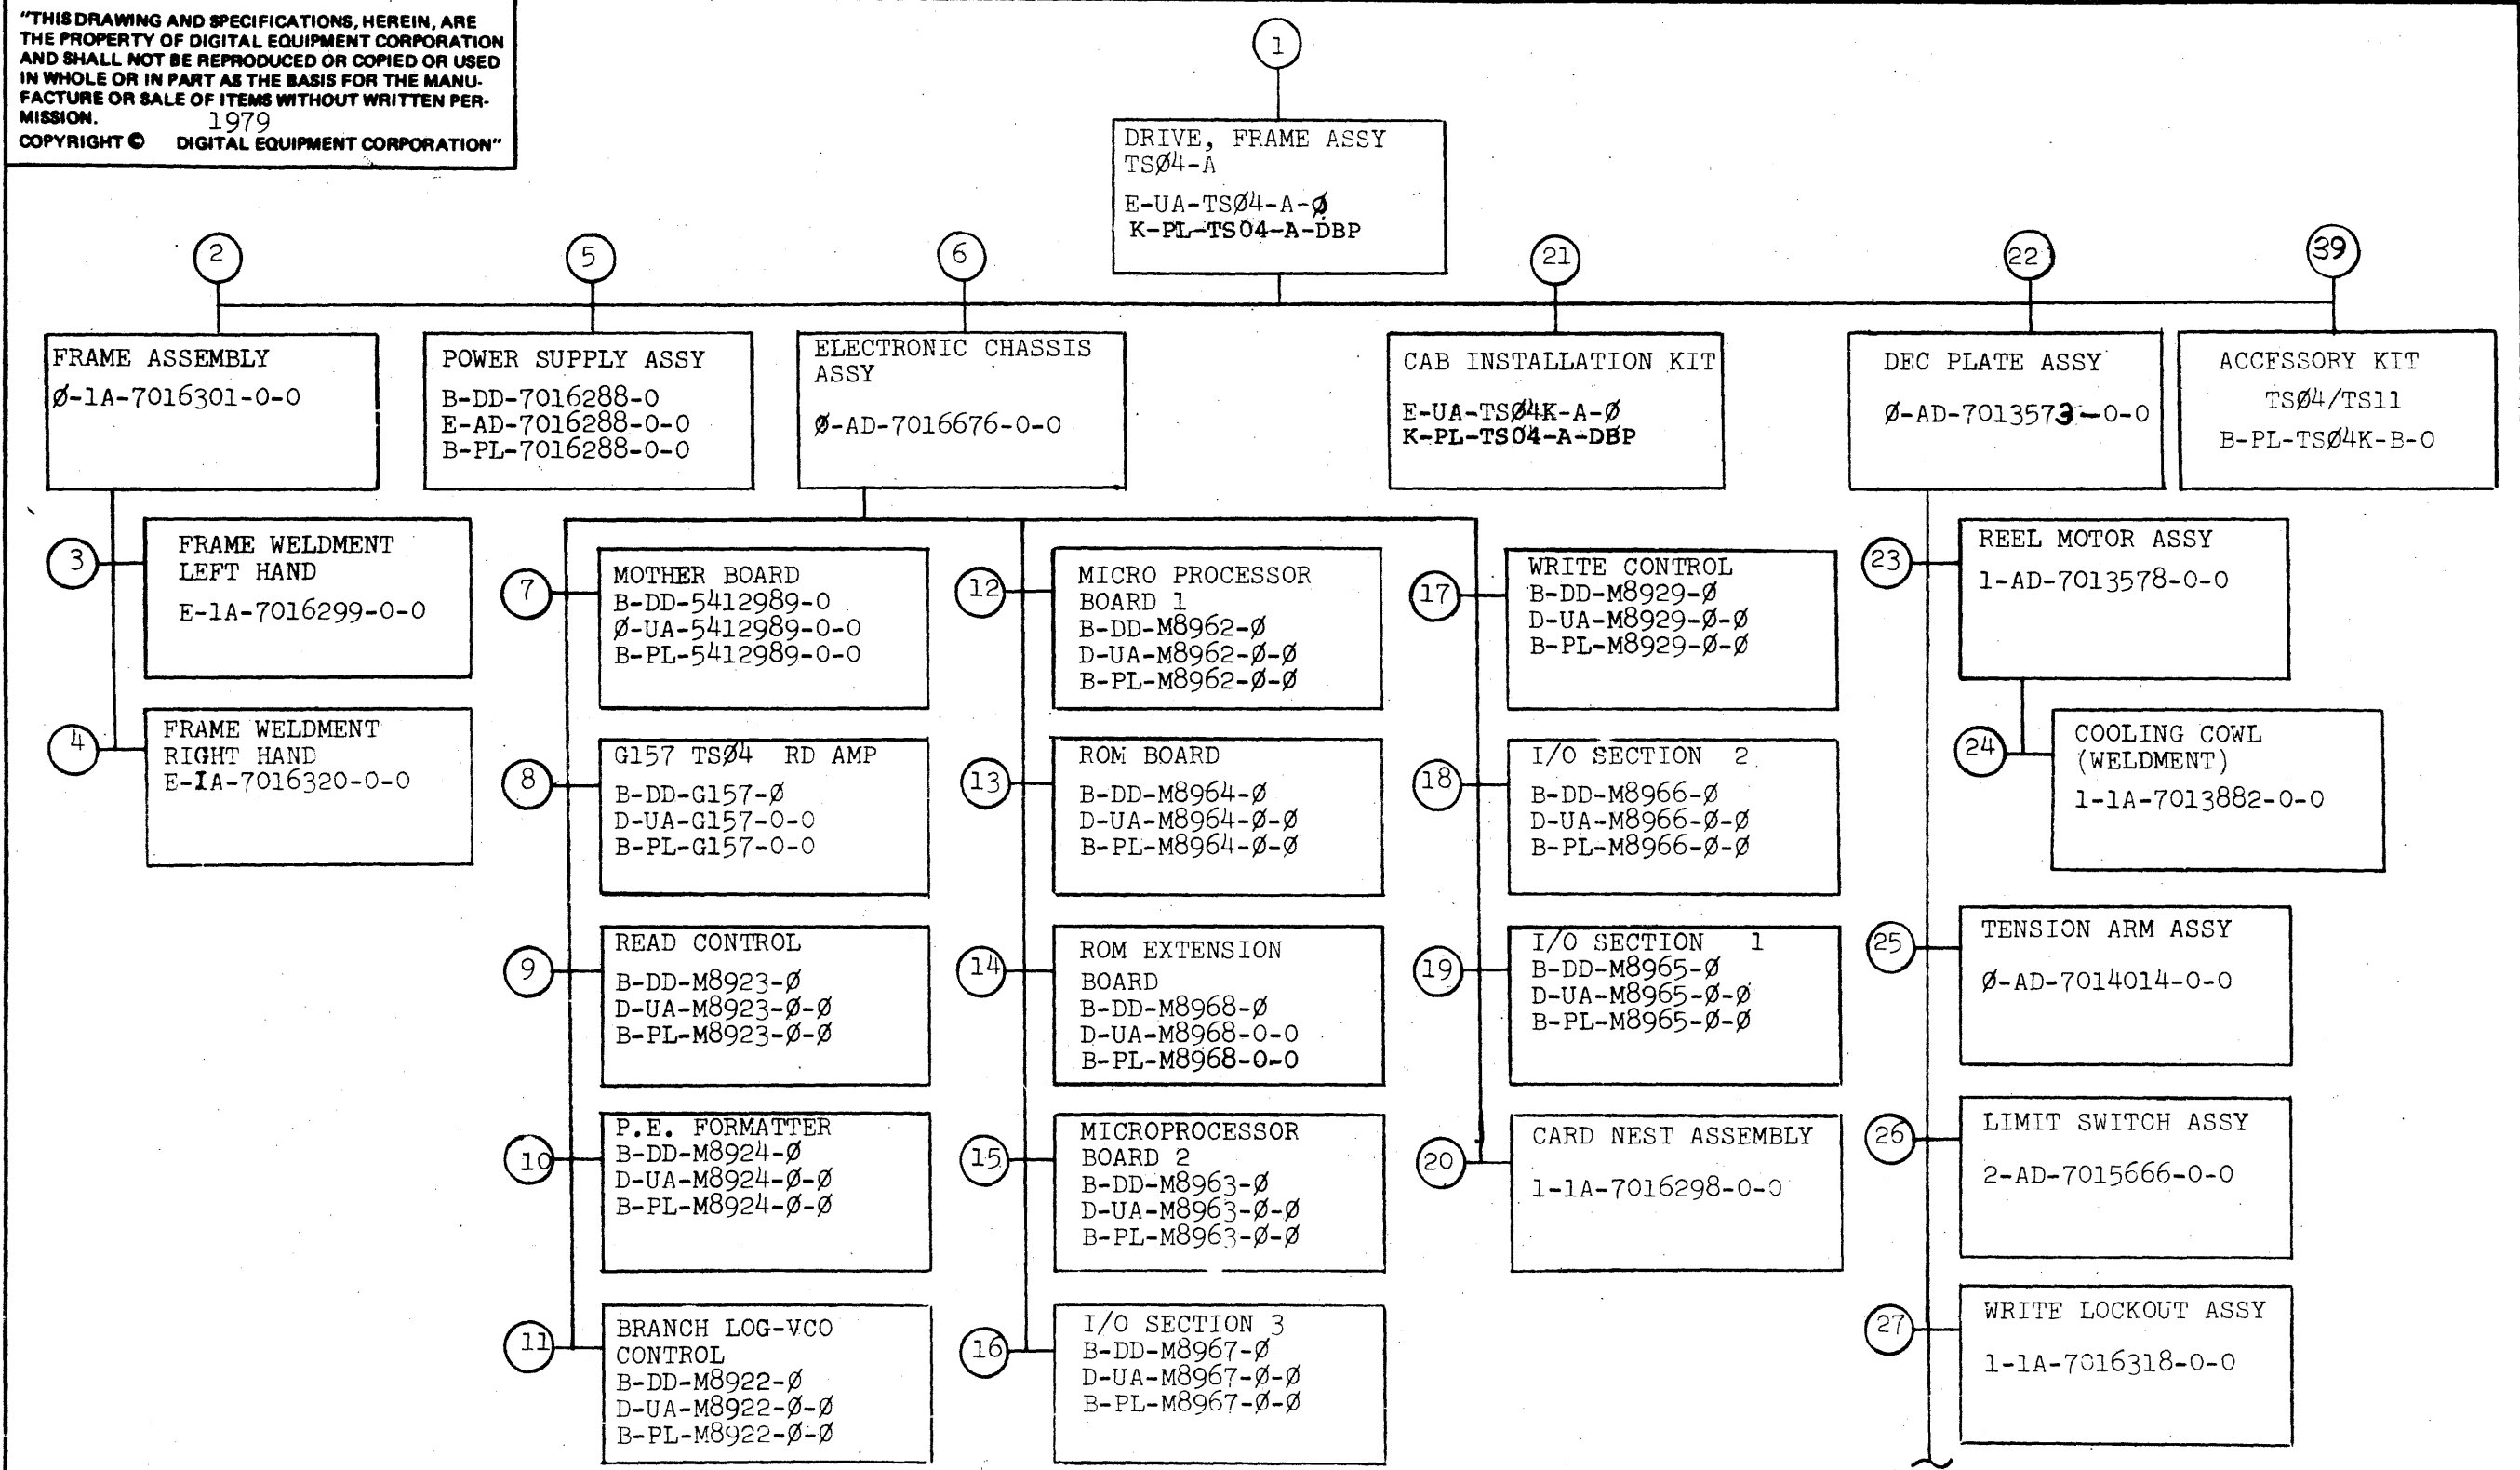 "THIS DRAWING AND SPECIFICATIONS, HEREIN, ARE
THE PROPERTY OF DIGITAL EQUIPMENT CORPORATION
AND SHALL NOT BE REPRODUCED OR COPIED OR USED
IN WHOLE OR IN PART AS THE BASIS FOR THE MANU-
FACTURE OR SALE OF ITEMS WITHOUT WRITTEN PER-
MISSION. 1979
COPYRIGHT © DIGITAL EQUIPMENT CORPORATION"
1
DRIVE, FRAME ASSY
TSØ4-A
E-UA-TSØ4-A-Ø
K-PL-TS04-A-DBP
2
FRAME ASSEMBLY
Ø-1A-7016301-0-0
3
FRAME WELDMENT
LEFT HAND
E-1A-7016299-0-0
4
FRAME WELDMENT
RIGHT HAND
E-IA-7016320-0-0
5
POWER SUPPLY ASSY
B-DD-7016288-0
E-AD-7016288-0-0
B-PL-7016288-0-0
6
ELECTRONIC CHASSIS
ASSY
Ø-AD-7016676-0-0
7
MOTHER BOARD
B-DD-5412989-0
Ø-UA-5412989-0-0
B-PL-5412989-0-0
8
G157 TSØ4 RD AMP
B-DD-G157-Ø
D-UA-G157-0-0
B-PL-G157-0-0
9
READ CONTROL
B-DD-M8923-Ø
D-UA-M8923-Ø-Ø
B-PL-M8923-Ø-Ø
10
P.E. FORMATTER
B-DD-M8924-Ø
D-UA-M8924-Ø-Ø
B-PL-M8924-Ø-Ø
11
BRANCH LOG-VCO
CONTROL
B-DD-M8922-Ø
D-UA-M8922-Ø-Ø
B-PL-M8922-Ø-Ø
12
MICRO PROCESSOR
BOARD 1
B-DD-M8962-Ø
D-UA-M8962-Ø-Ø
B-PL-M8962-Ø-Ø
13
ROM BOARD
B-DD-M8964-Ø
D-UA-M8964-Ø-Ø
B-PL-M8964-Ø-Ø
14
ROM EXTENSION
BOARD
B-DD-M8968-Ø
D-UA-M8968-0-0
B-PL-M8968-0-0
15
MICROPROCESSOR
BOARD 2
B-DD-M8963-Ø
D-UA-M8963-Ø-Ø
B-PL-M8963-Ø-Ø
16
I/O SECTION 3
B-DD-M8967-Ø
D-UA-M8967-Ø-Ø
B-PL-M8967-Ø-Ø
17
WRITE CONTROL
B-DD-M8929-Ø
D-UA-M8929-Ø-Ø
B-PL-M8929-Ø-Ø
18
I/O SECTION 2
B-DD-M8966-Ø
D-UA-M8966-Ø-Ø
B-PL-M8966-Ø-Ø
19
I/O SECTION 1
B-DD-M8965-Ø
D-UA-M8965-Ø-Ø
B-PL-M8965-Ø-Ø
20
CARD NEST ASSEMBLY
1-1A-7016298-0-0
21
CAB INSTALLATION KIT
E-UA-TSØ4K-A-Ø
K-PL-TS04-A-DBP
22
DEC PLATE ASSY
Ø-AD-7013573-0-0
23
REEL MOTOR ASSY
1-AD-7013578-0-0
24
COOLING COWL
(WELDMENT)
1-1A-7013882-0-0
25
TENSION ARM ASSY
Ø-AD-7014014-0-0
26
LIMIT SWITCH ASSY
2-AD-7015666-0-0
27
WRITE LOCKOUT ASSY
1-1A-7016318-0-0
39
ACCESSORY KIT
TSØ4/TS11
B-PL-TSØ4K-B-0